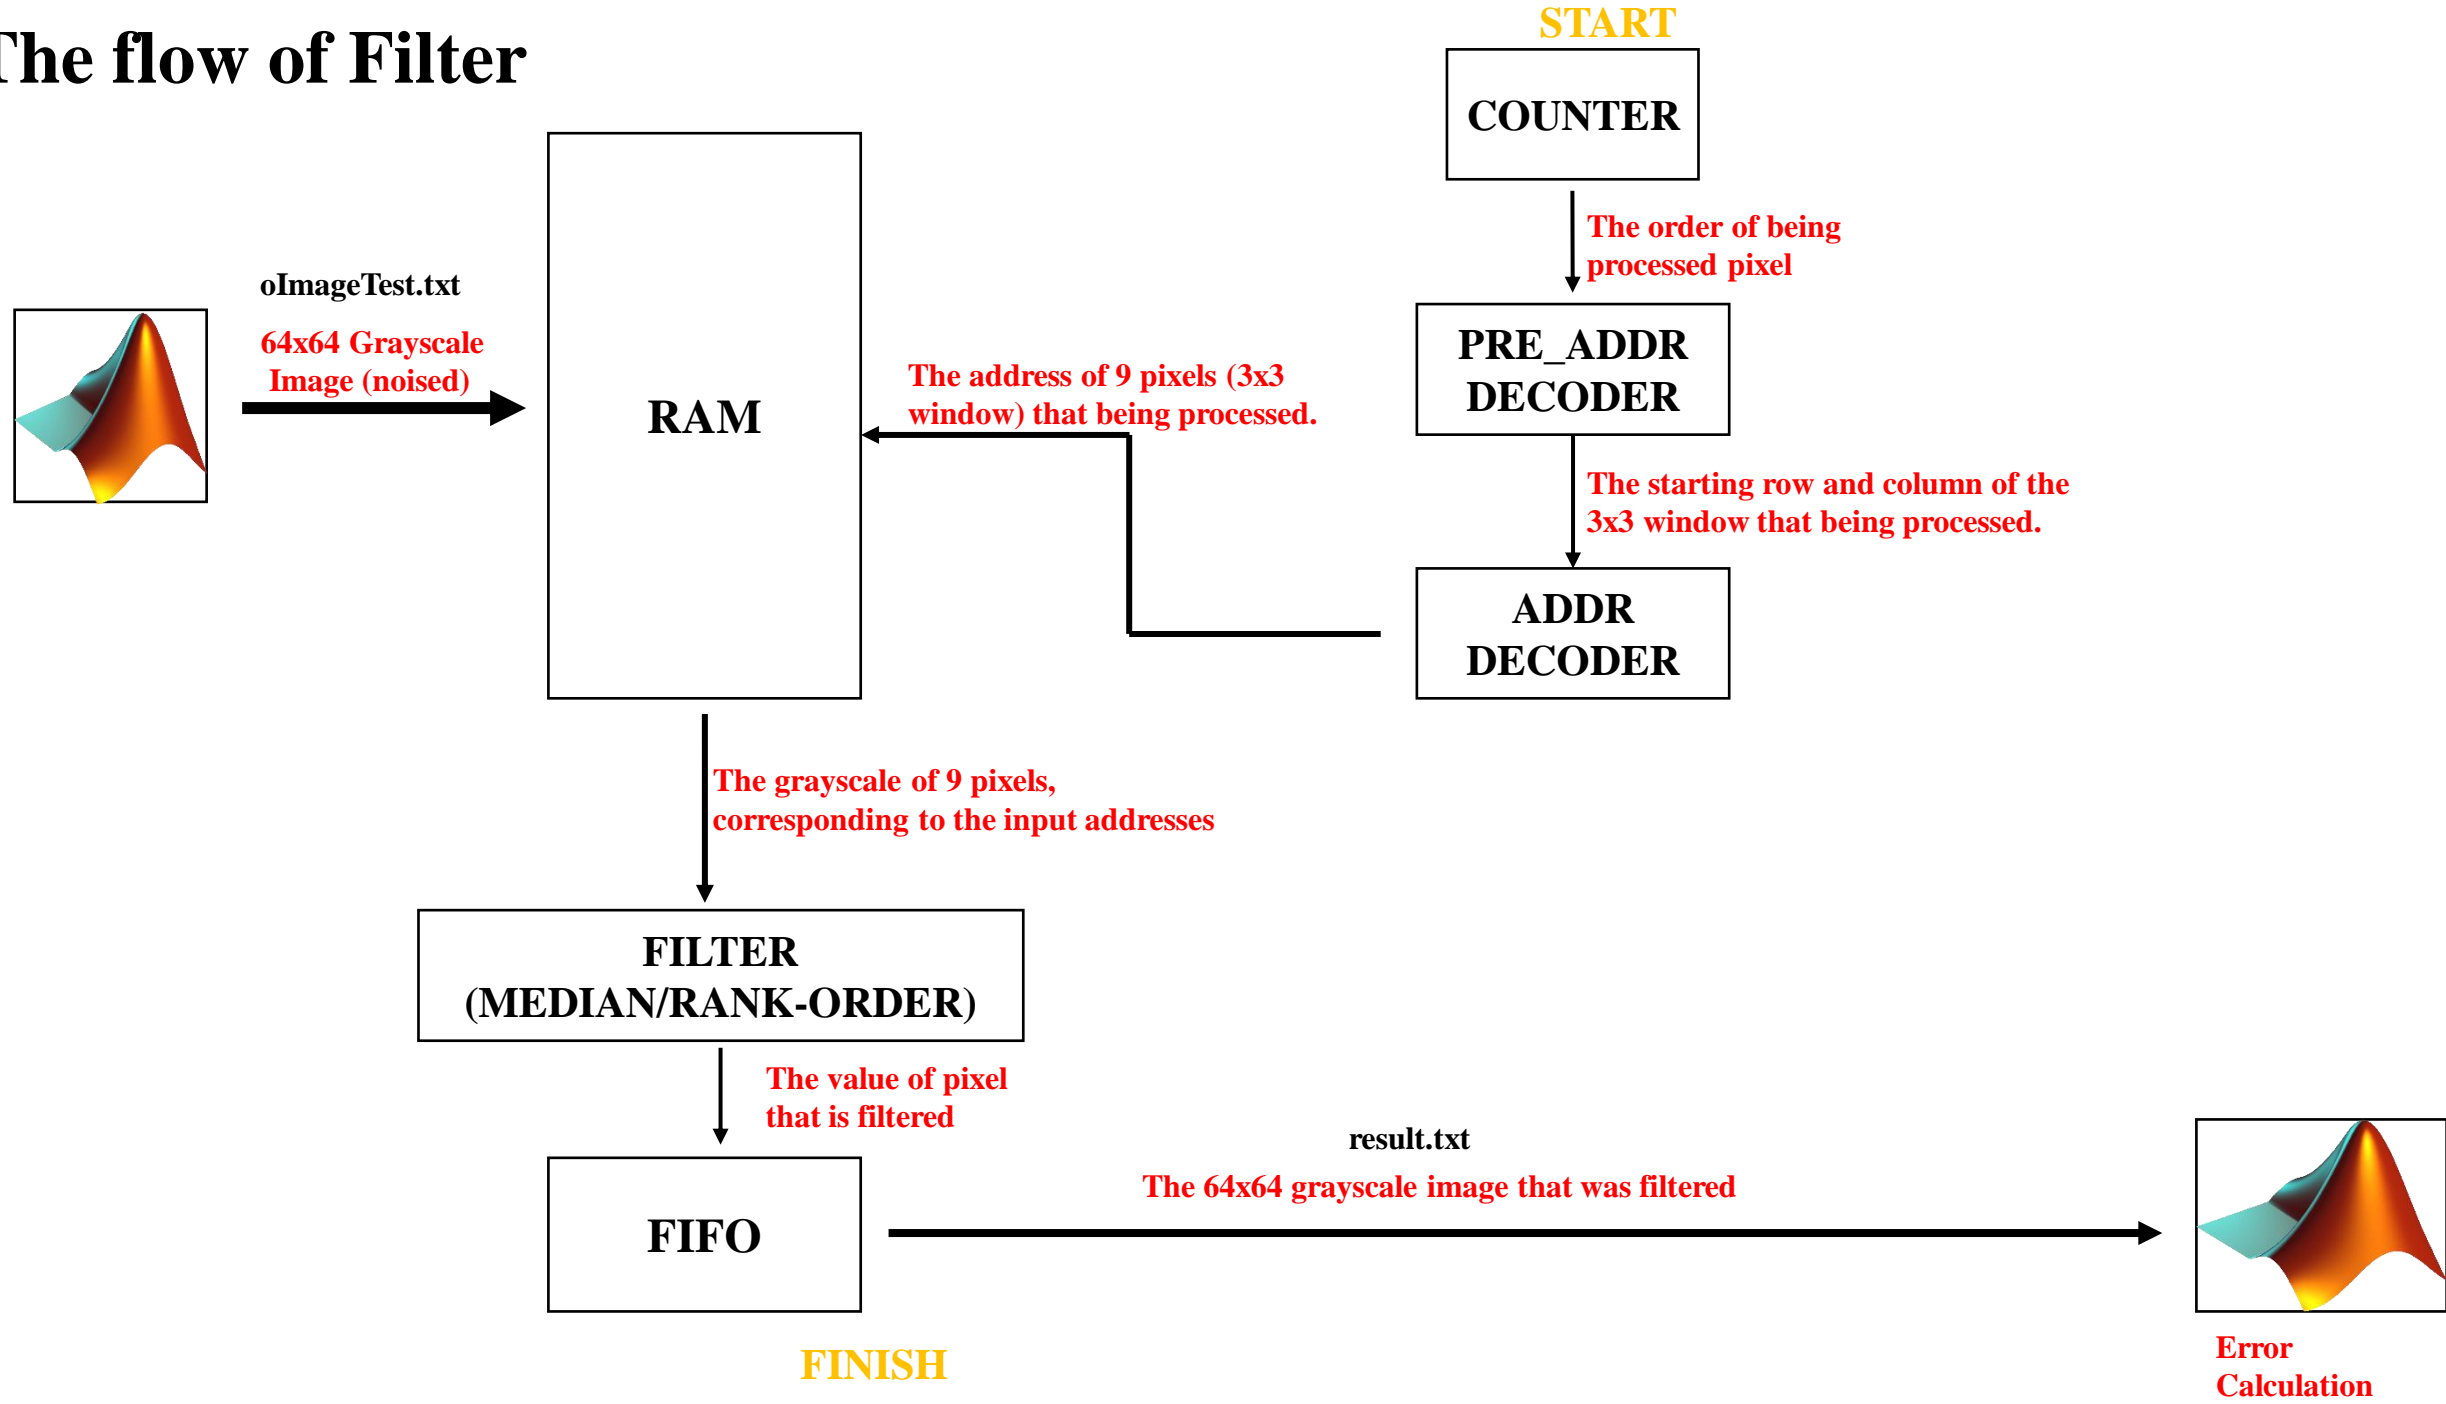 The flow of Filter
START
COUNTER
The order of being
processed pixel
oImageTest.txt
64x64 Grayscale
Image (noised)
RAM
The address of 9 pixels (3x3
window) that being processed.
PRE_ADDR
DECODER
The starting row and column of the
3x3 window that being processed.
ADDR
DECODER
The grayscale of 9 pixels,
corresponding to the input addresses
FILTER
(MEDIAN/RANK-ORDER)
The value of pixel
that is filtered
FIFO
result.txt
The 64x64 grayscale image that was filtered
FINISH
Error
Calculation